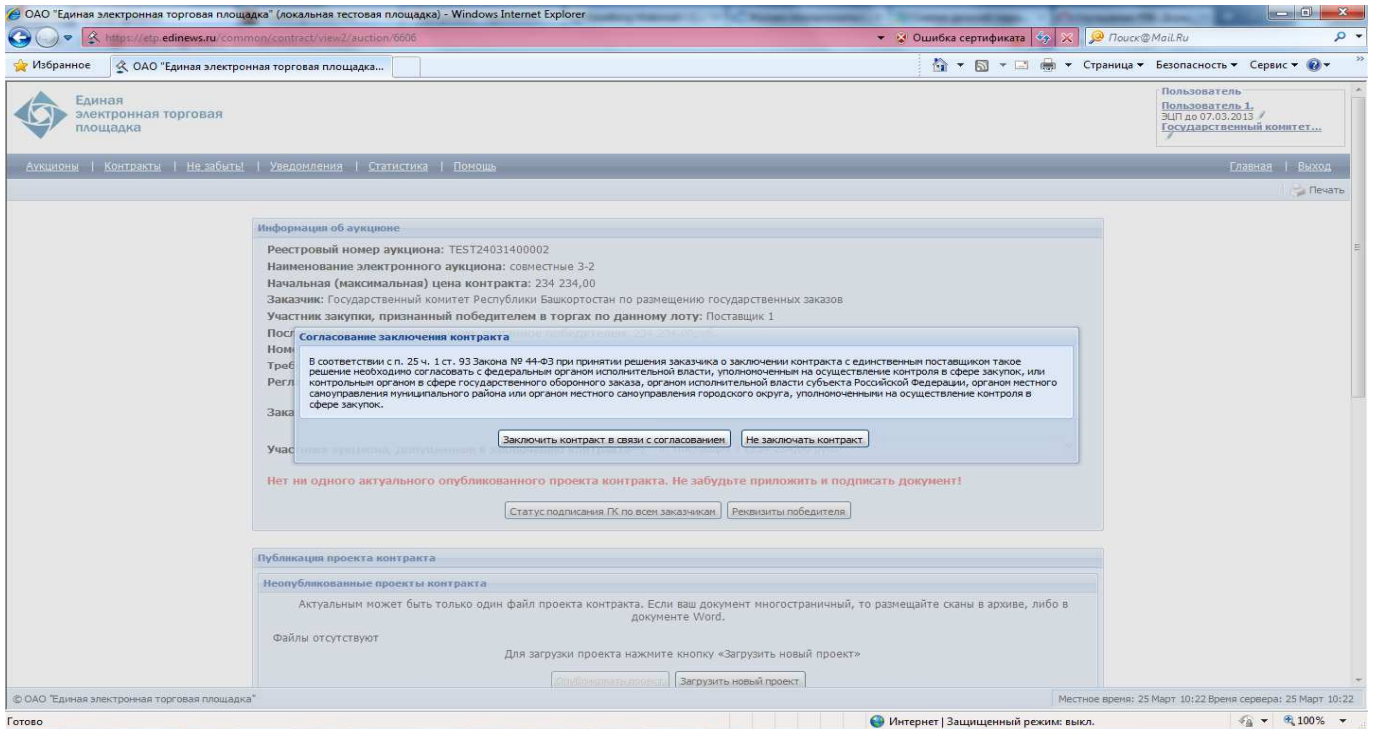 ОАО "Единая электронная торговая площадка" (локальная тестовая площадка) - Windows Internet Explorer
https://etp.edinews.ru/common/contract/view2/auction/6606
Ошибка сертификата
Поиск@Mail.Ru
Избранное
ОАО "Единая электронная торговая площадка...
Страница
Безопасность
Сервис
Единая
электронная торговая
площадка
Пользователь
Пользователь 1.
ЭЦП до 07.03.2013
Государственный комитет...
Аукционы | Контракты | Не забыть! | Уведомления | Статистика | Помощь
Главная | Выход
Печать
Информация об аукционе
Реестровый номер аукциона: TEST24031400002
Наименование электронного аукциона: совместные 3-2
Начальная (максимальная) цена контракта: 234 234,00
Заказчик: Государственный комитет Республики Башкортостан по размещению государственных заказов
Участник закупки, признанный победителем в торгах по данному лоту: Поставщик 1
Посл
Номе
Треб
Регл
Зака
Учас
Согласование заключения контракта
В соответствии с п. 25 ч. 1 ст. 93 Закона № 44-ФЗ при принятии решения заказчика о заключении контракта с единственным поставщиком такое
решение необходимо согласовать с федеральным органом исполнительной власти, уполномоченным на осуществление контроля в сфере закупок, или
контрольным органом в сфере государственного оборонного заказа, органом исполнительной власти субъекта Российской Федерации, органом местного
самоуправления муниципального района или органом местного самоуправления городского округа, уполномоченными на осуществление контроля в
сфере закупок.
Заключить контракт в связи с согласованием
Не заключать контракт
Нет ни одного актуального опубликованного проекта контракта. Не забудьте приложить и подписать документ!
Статус подписания ГК по всем заказчикам
Реквизиты победителя
Публикация проекта контракта
Неопубликованные проекты контракта
Актуальным может быть только один файл проекта контракта. Если ваш документ многостраничный, то размещайте сканы в архиве, либо в
документе Word.
Файлы отсутствуют
Для загрузки проекта нажмите кнопку «Загрузить новый проект»
Опубликовать проект
Загрузить новый проект
© ОАО "Единая электронная торговая площадка"
Местное время: 25 Март 10:22 Время сервера: 25 Март 10:22
Готово
Интернет | Защищенный режим: выкл.
100%